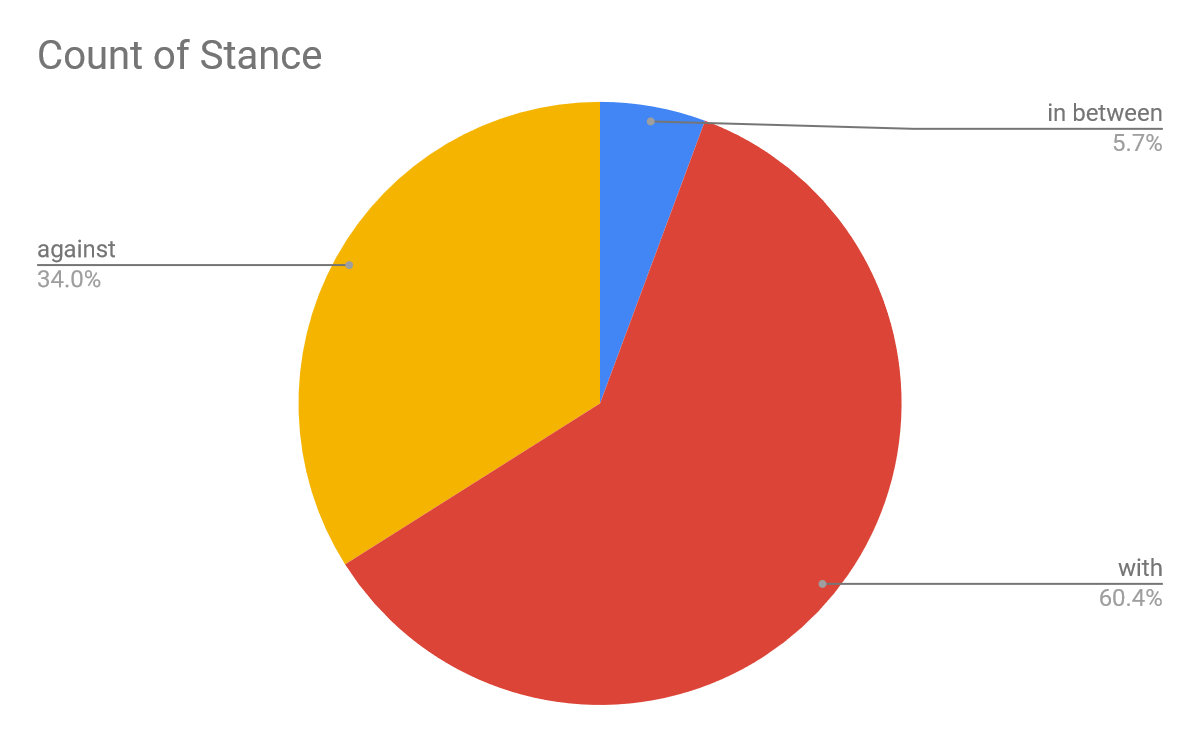 Count of Stance
in between
5.7%
against
34.0%
with
60.4%